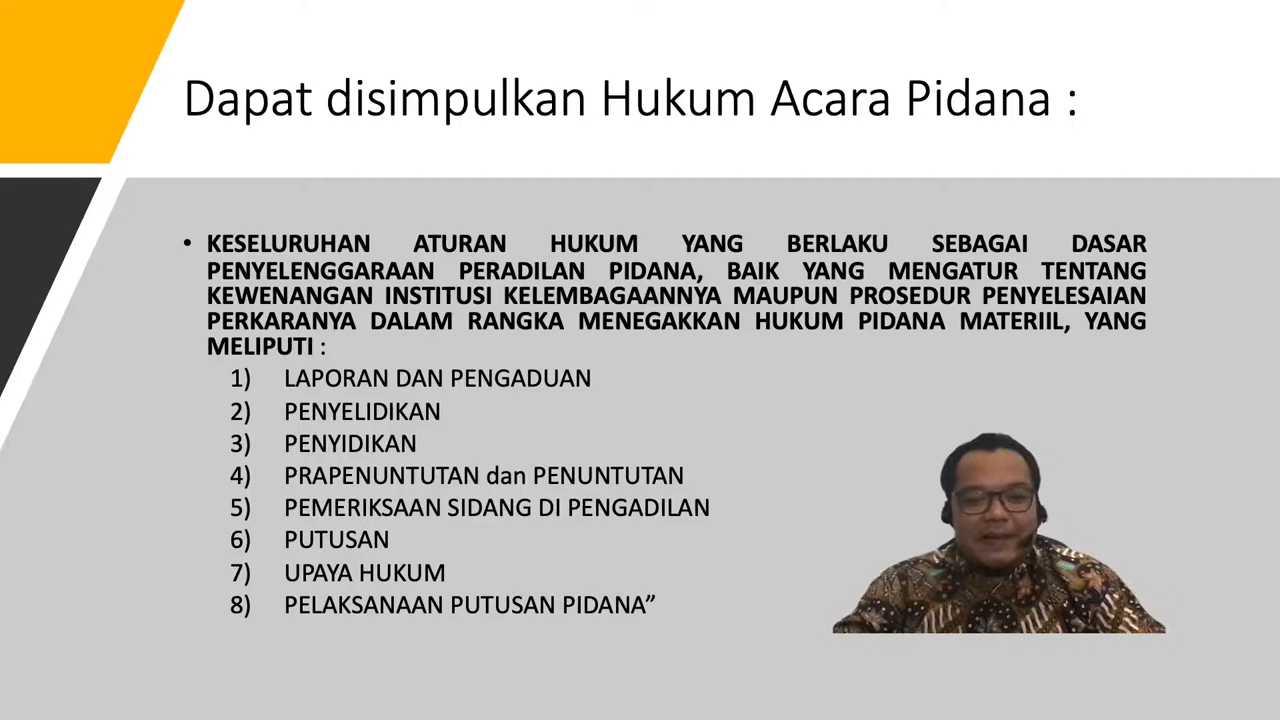 Dapat disimpulkan Hukum Acara Pidana :
• KESELURUHAN ATURAN HUKUM YANG BERLAKU SEBAGAI DASAR
PENYELENGGARAAN PERADILAN PIDANA, BAIK YANG MENGATUR TENTANG
KEWENANGAN INSTITUSI KELEMBAGAANNYA MAUPUN PROSEDUR PENYELESAIAN
PERKARANYA DALAM RANGKA MENEGAKKAN HUKUM PIDANA MATERIIL, YANG
MELIPUTI :
1) LAPORAN DAN PENGADUAN
2) PENYELIDIKAN
3) PENYIDIKAN
4) PRAPENUNTUTAN dan PENUNTUTAN
5) PEMERIKSAAN SIDANG DI PENGADILAN
6) PUTUSAN
7) UPAYA HUKUM
8) PELAKSANAAN PUTUSAN PIDANA”